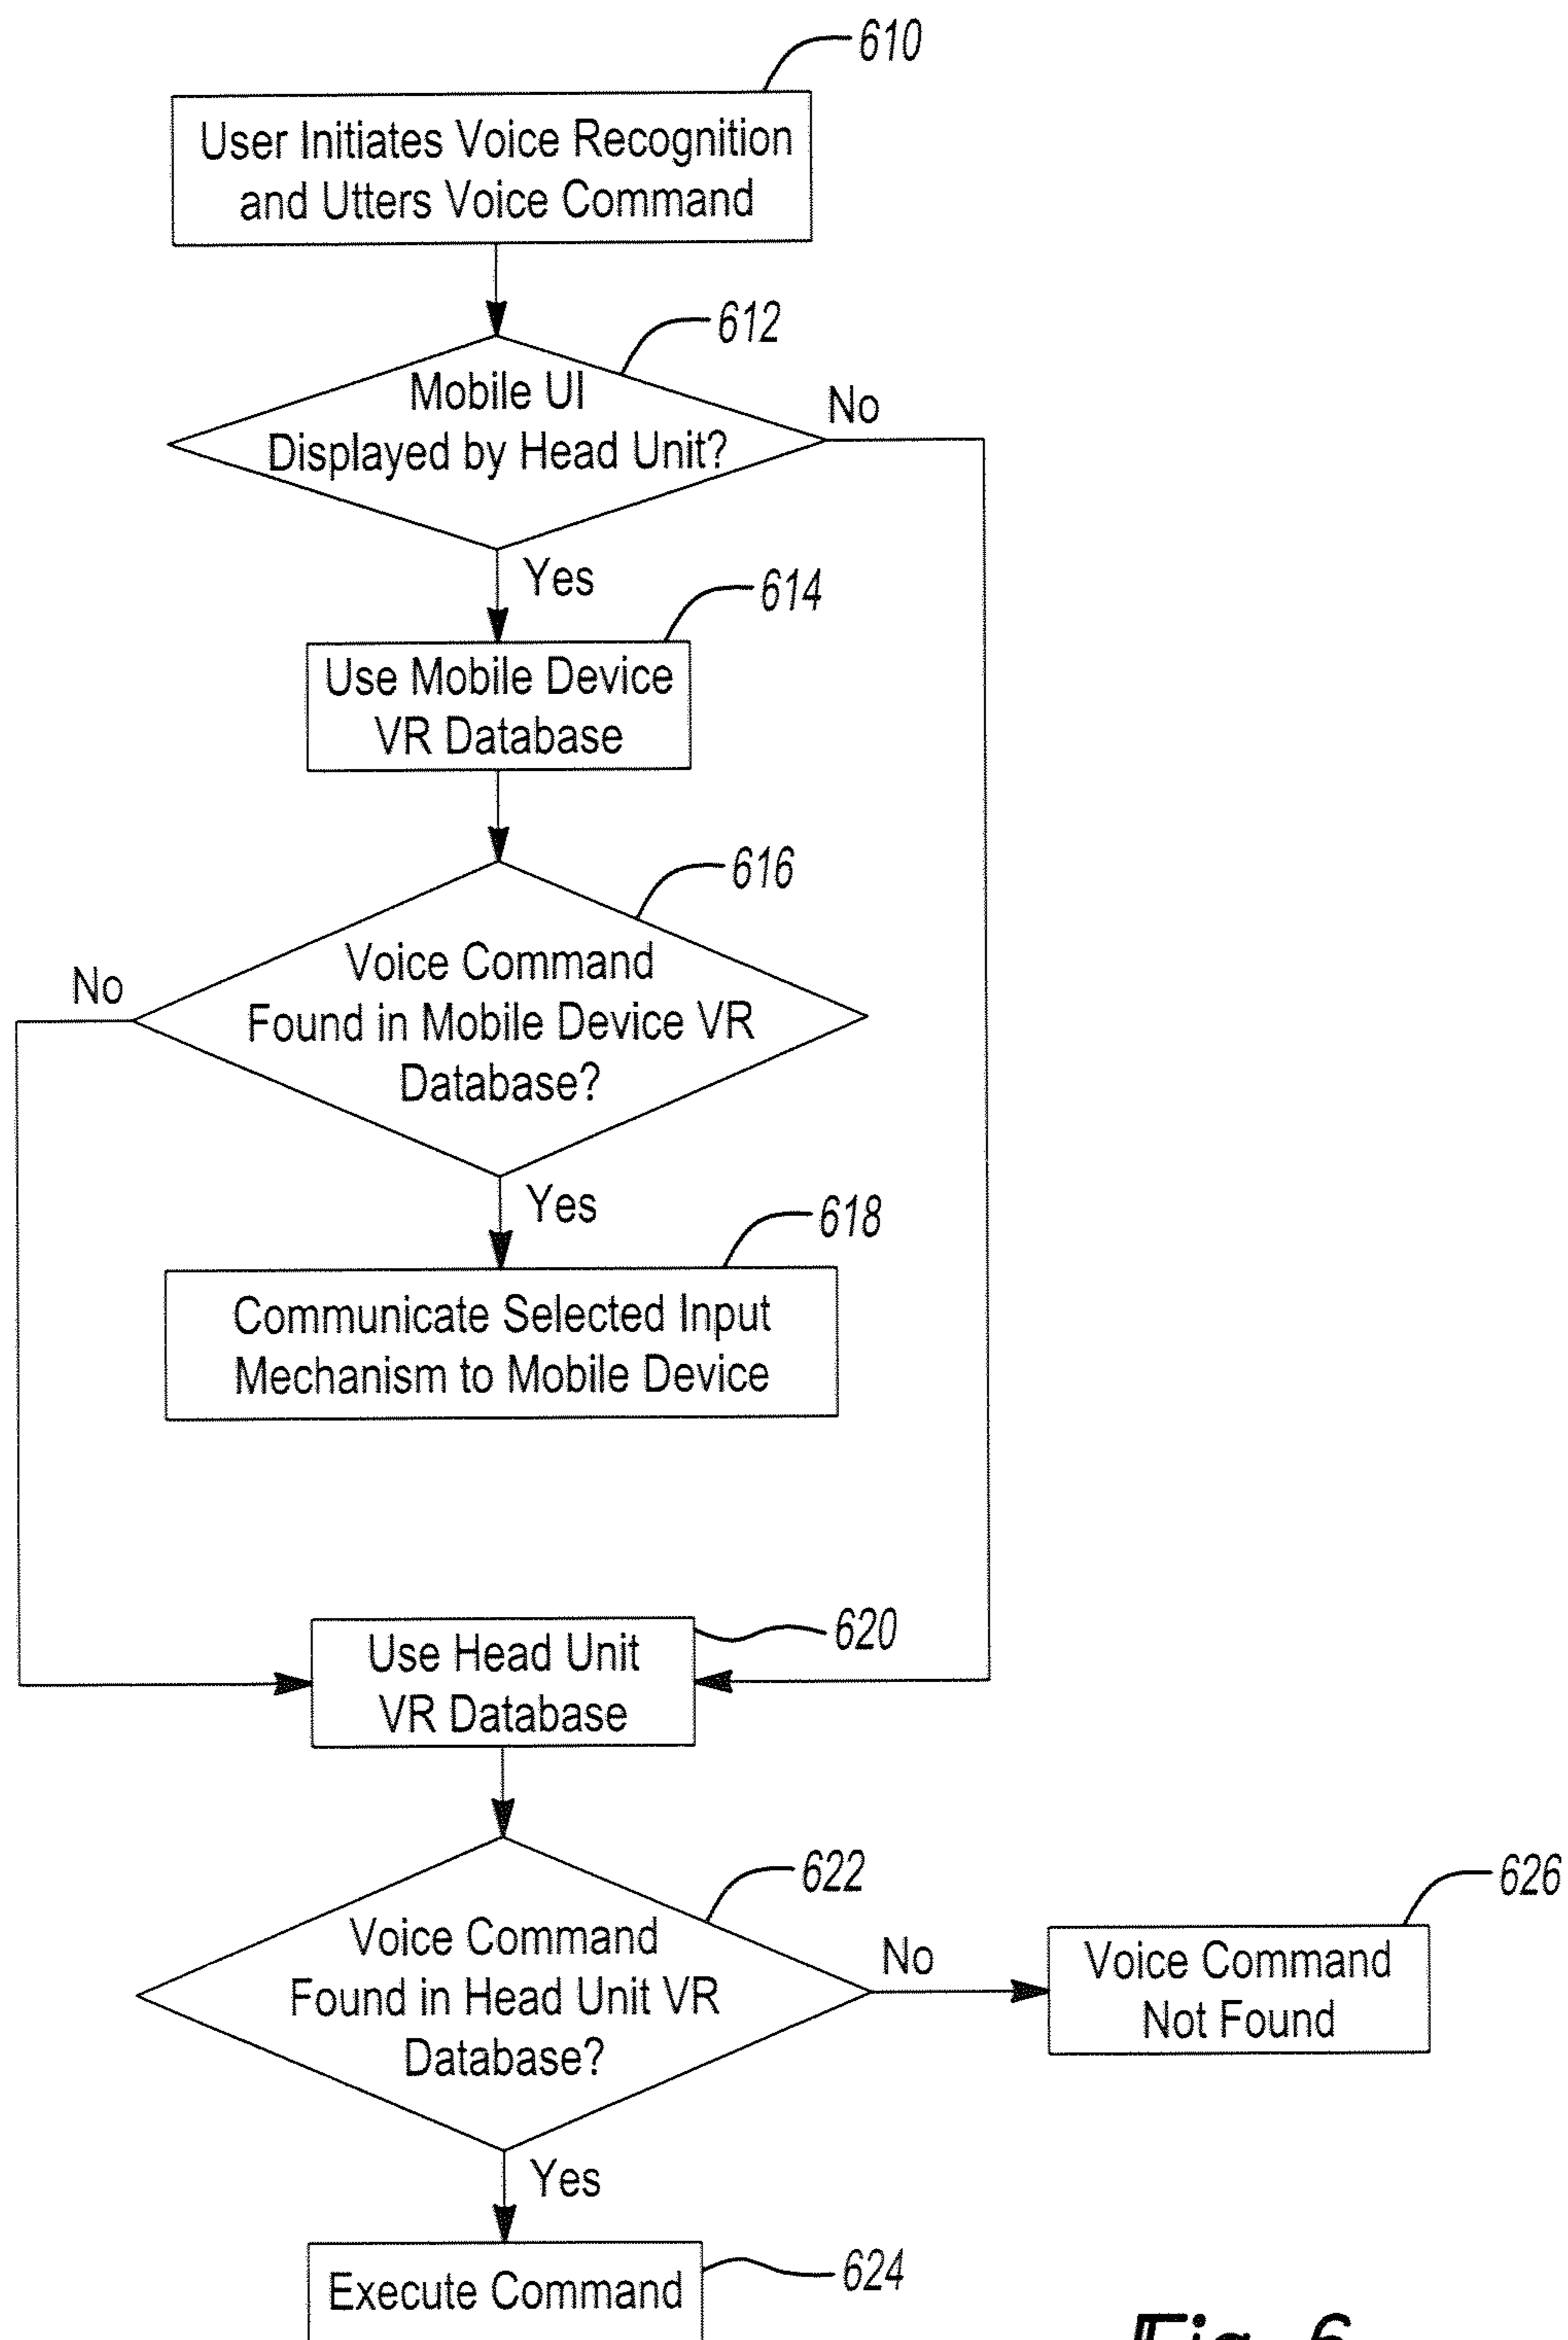 610
User Initiates Voice Recognition
and Utters Voice Command
612
Mobile UI
Displayed by Head Unit?
No
Yes
614
Use Mobile Device
VR Database
616
Voice Command
Found in Mobile Device VR
Database?
No
Yes
618
Communicate Selected Input
Mechanism to Mobile Device
620
Use Head Unit
VR Database
622
Voice Command
Found in Head Unit VR
Database?
No
626
Voice Command
Not Found
Yes
624
Execute Command
Fig. 6